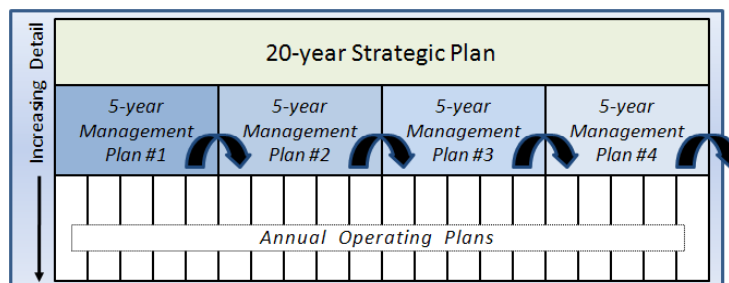 Increasing Detail
20-year Strategic Plan
5-year
Management
Plan #1
5-year
Management
Plan #2
5-year
Management
Plan #3
5-year
Management
Plan #4
Annual Operating Plans